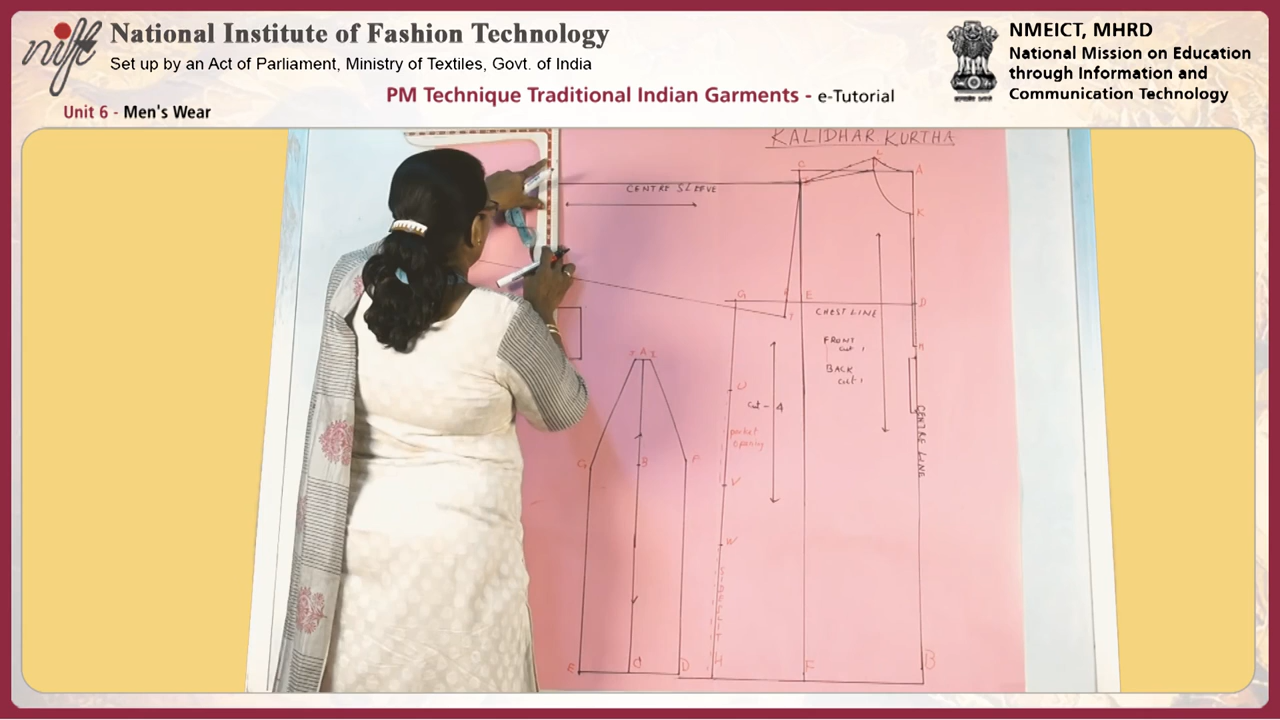 nift
National Institute of Fashion Technology
Set up by an Act of Parliament, Ministry of Textiles, Govt. of India
NMEICT, MHRD
National Mission on Education
through Information and
Communication Technology
PM Technique Traditional Indian Garments - e-Tutorial
Unit 6 - Men's Wear
KALIDHAR KURTHA
C
L
A
CENTRE SLEEVE
K
G
E
D
CHEST LINE
FRONT
cut 1
BACK
cut 1
J A I
U
cut - 4
pocket
opening
CENTRE LINE
G
B
F
V
W
SIDE SLIT
E
C
D
H
F
B